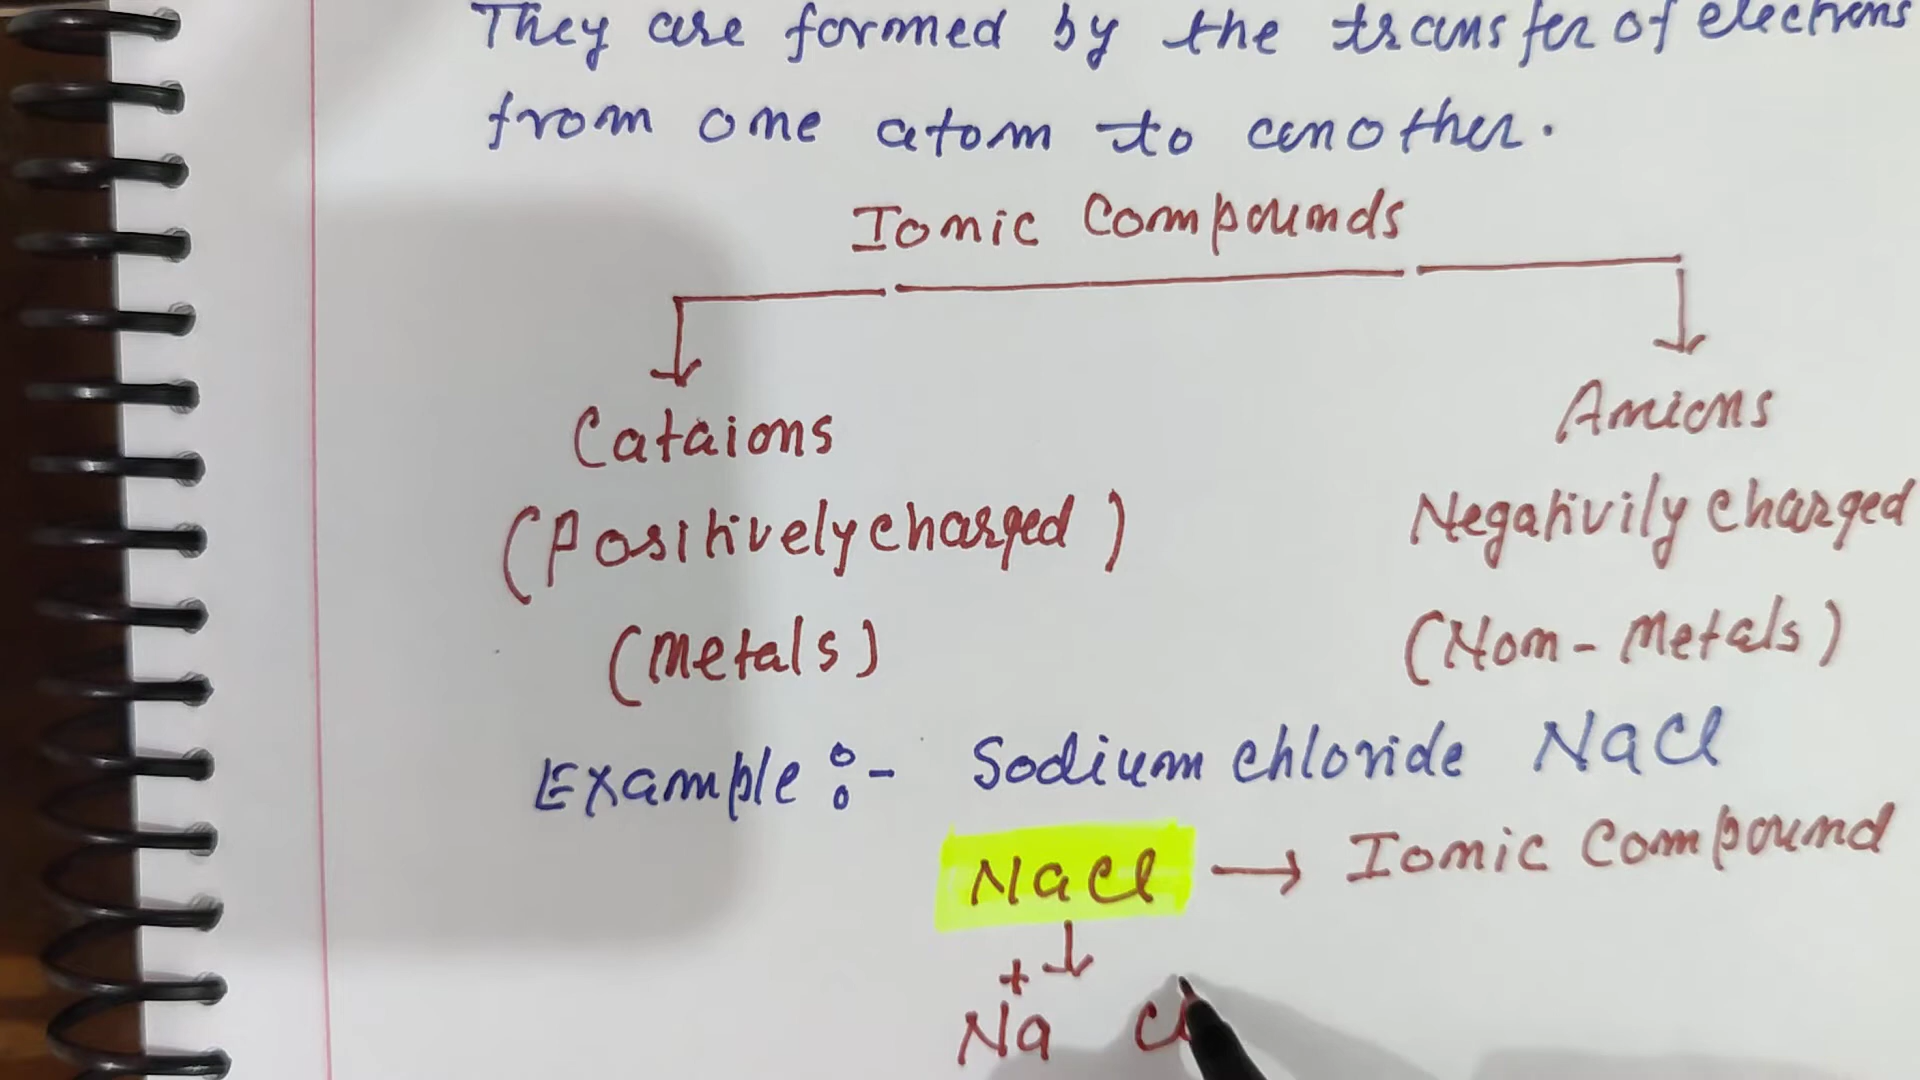 They are formed by the transfer of electrons
from one atom to another.
Ionic Compounds
Cataions
Anions
(Positivelycharged)
Negativily Charged
(Metals)
(Non-Metals)
Example :- Sodium chloride NaCl
NaCl → Ionic Compound
↓
+
Na Cl